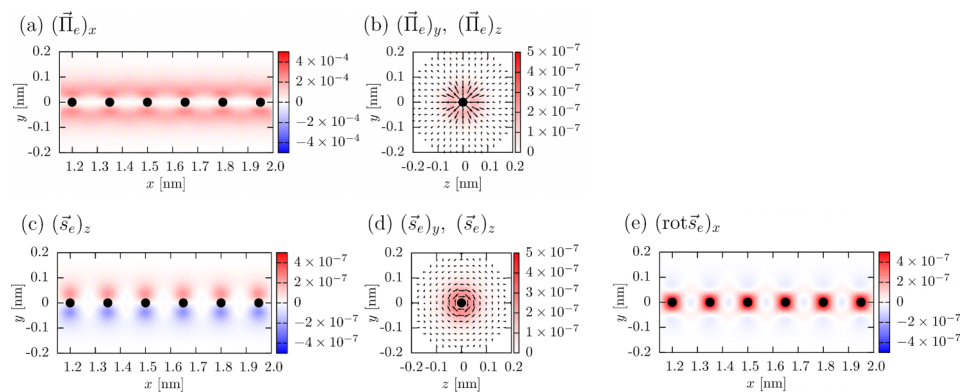 (a) (Π⃗e)x
(b) (Π⃗e)y, (Π⃗e)z
0.2
0.1
0
-0.1
-0.2
y [nm]
1.2 1.3 1.4 1.5 1.6 1.7 1.8 1.9 2.0
x [nm]
4×10⁻⁴
2×10⁻⁴
0
−2×10⁻⁴
−4×10⁻⁴
0.2
0.1
0
-0.1
-0.2
y [nm]
-0.2 -0.1 0 0.1 0.2
z [nm]
5×10⁻⁷
4×10⁻⁷
3×10⁻⁷
2×10⁻⁷
1×10⁻⁷
0
(c) (s⃗e)z
(d) (s⃗e)y, (s⃗e)z
(e) (rots⃗e)x
0.2
0.1
0
-0.1
-0.2
y [nm]
1.2 1.3 1.4 1.5 1.6 1.7 1.8 1.9 2.0
x [nm]
4×10⁻⁷
2×10⁻⁷
0
−2×10⁻⁷
−4×10⁻⁷
0.2
0.1
0
-0.1
-0.2
y [nm]
-0.2 -0.1 0 0.1 0.2
z [nm]
5×10⁻⁷
4×10⁻⁷
3×10⁻⁷
2×10⁻⁷
1×10⁻⁷
0
0.2
0.1
0
-0.1
-0.2
y [nm]
1.2 1.3 1.4 1.5 1.6 1.7 1.8 1.9 2.0
x [nm]
4×10⁻⁷
2×10⁻⁷
0
−2×10⁻⁷
−4×10⁻⁷